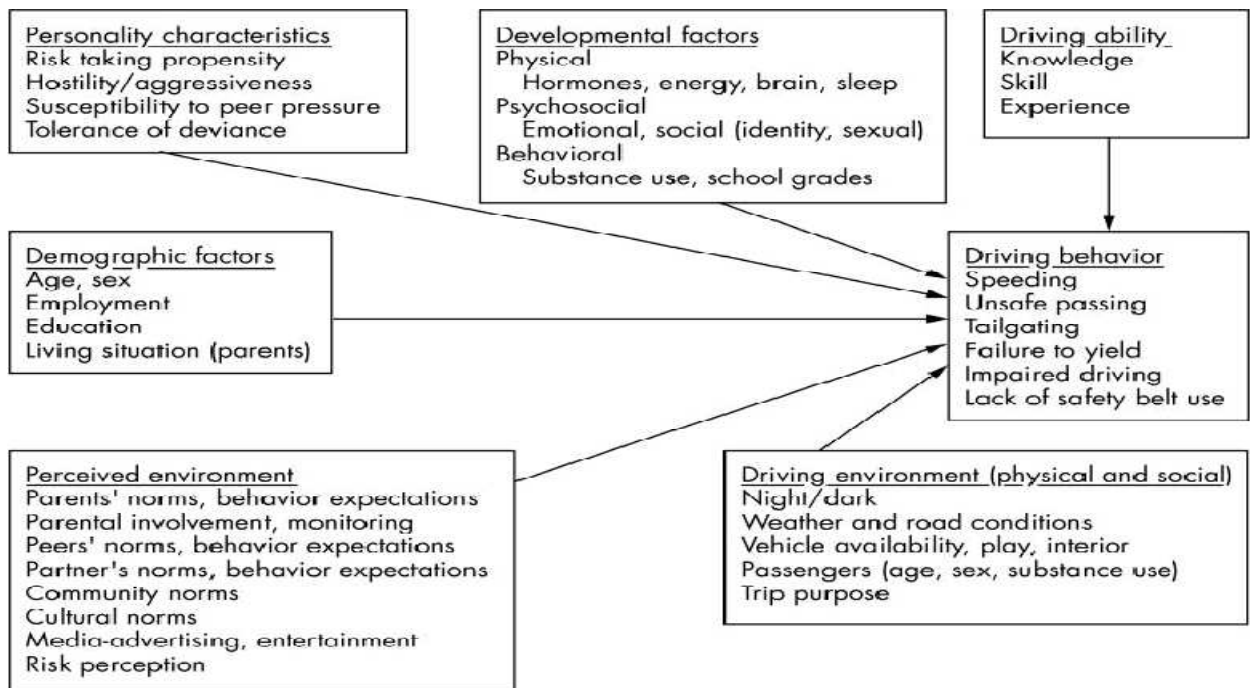 Personality characteristics
Risk taking propensity
Hostility/aggressiveness
Susceptibility to peer pressure
Tolerance of deviance
Developmental factors
Physical
Hormones, energy, brain, sleep
Psychosocial
Emotional, social (identity, sexual)
Behavioral
Substance use, school grades
Driving ability
Knowledge
Skill
Experience
Demographic factors
Age, sex
Employment
Education
Living situation (parents)
Driving behavior
Speeding
Unsafe passing
Tailgating
Failure to yield
Impaired driving
Lack of safety belt use
Perceived environment
Parents' norms, behavior expectations
Parental involvement, monitoring
Peers' norms, behavior expectations
Partner's norms, behavior expectations
Community norms
Cultural norms
Media-advertising, entertainment
Risk perception
Driving environment (physical and social)
Night/dark
Weather and road conditions
Vehicle availability, play, interior
Passengers (age, sex, substance use)
Trip purpose